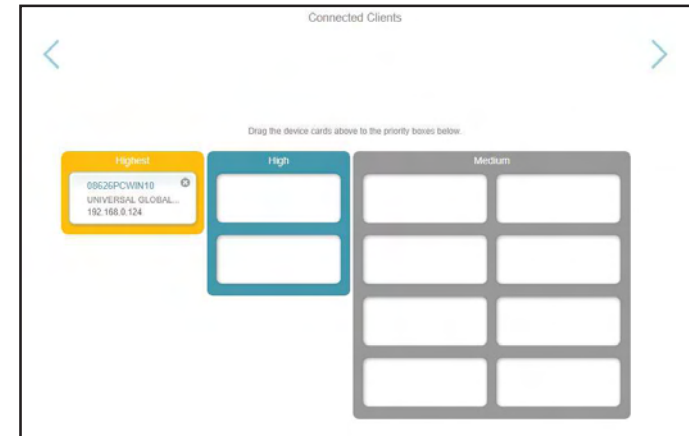 Connected Clients
Drag the device cards above to the priority boxes below.
Highest
High
Medium
08626PCWIN10
UNIVERSAL GLOBAL...
192.168.0.124